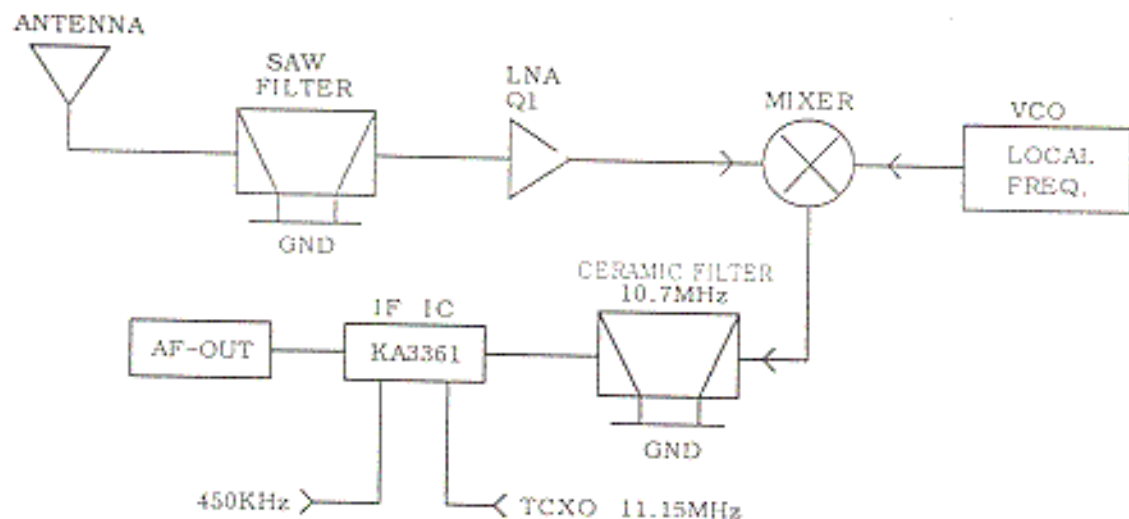 ANTENNA
SAW
FILTER
GND
LNA
Q1
MIXER
VCO
LOCAL
FREQ.
CERAMIC FILTER
10.7MHz
GND
IF IC
KA3361
AF-OUT
450KHz
TCXO 11.15MHz